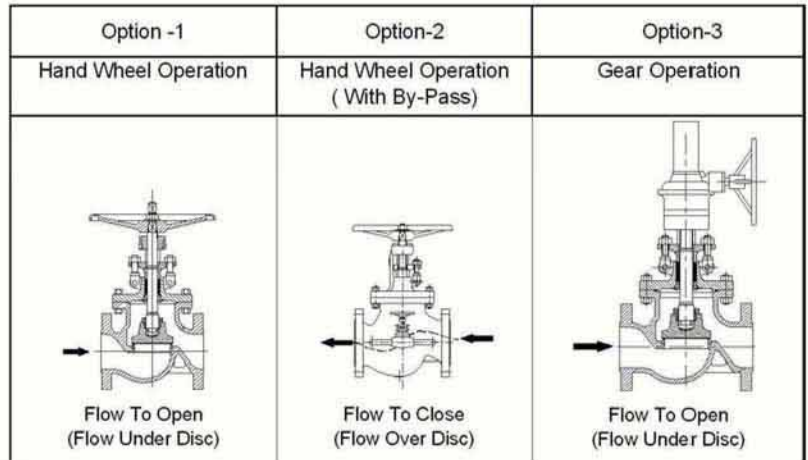 Option -1
Option-2
Option-3
Hand Wheel Operation
Hand Wheel Operation
( With By-Pass)
Gear Operation
Flow To Open
(Flow Under Disc)
Flow To Close
(Flow Over Disc)
Flow To Open
(Flow Under Disc)